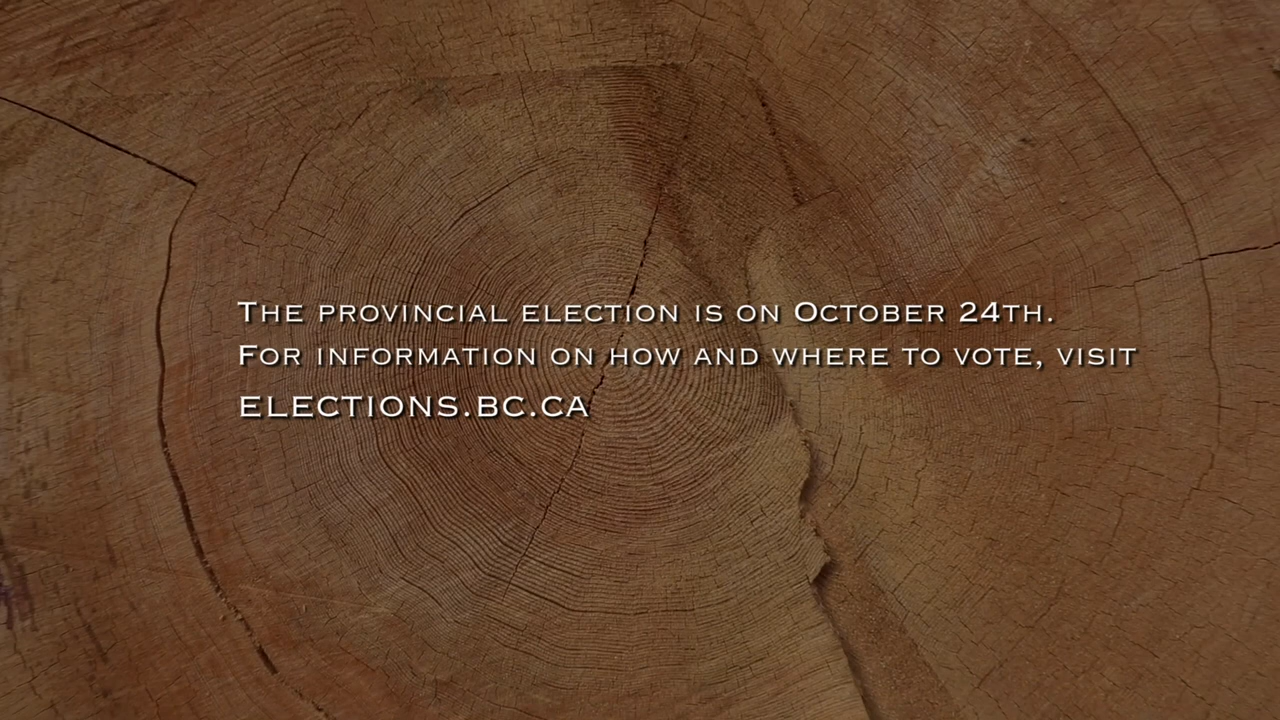 The provincial election is on October 24th.
For information on how and where to vote, visit
elections.bc.ca